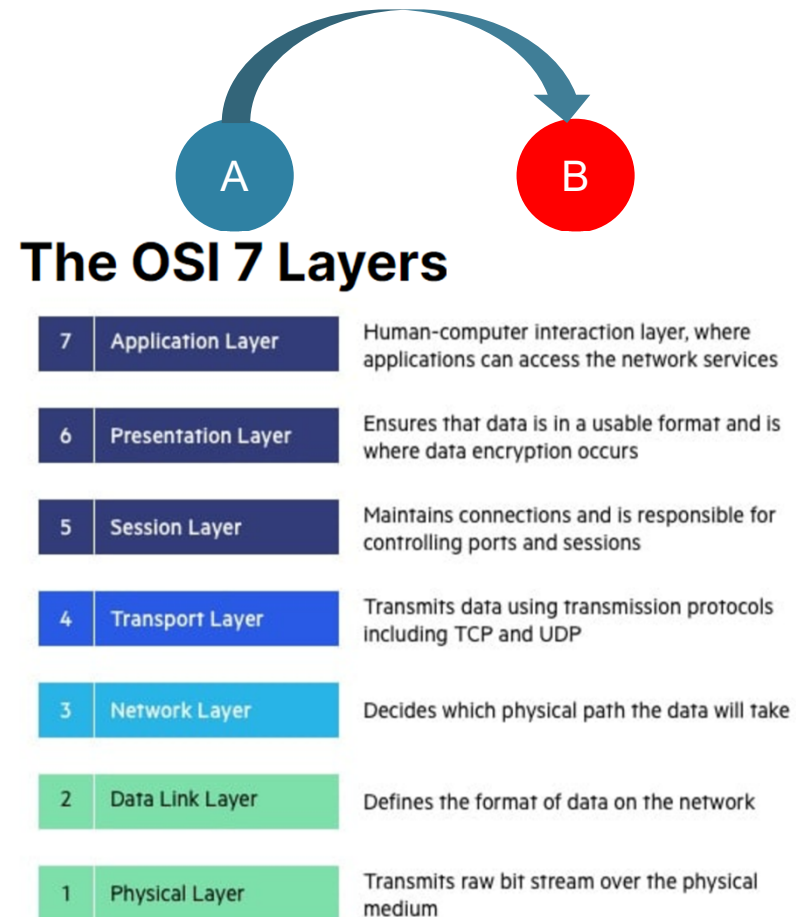 A
B
The OSI 7 Layers
7 Application Layer
Human-computer interaction layer, where
applications can access the network services
6 Presentation Layer
Ensures that data is in a usable format and is
where data encryption occurs
5 Session Layer
Maintains connections and is responsible for
controlling ports and sessions
4 Transport Layer
Transmits data using transmission protocols
including TCP and UDP
3 Network Layer
Decides which physical path the data will take
2 Data Link Layer
Defines the format of data on the network
1 Physical Layer
Transmits raw bit stream over the physical
medium